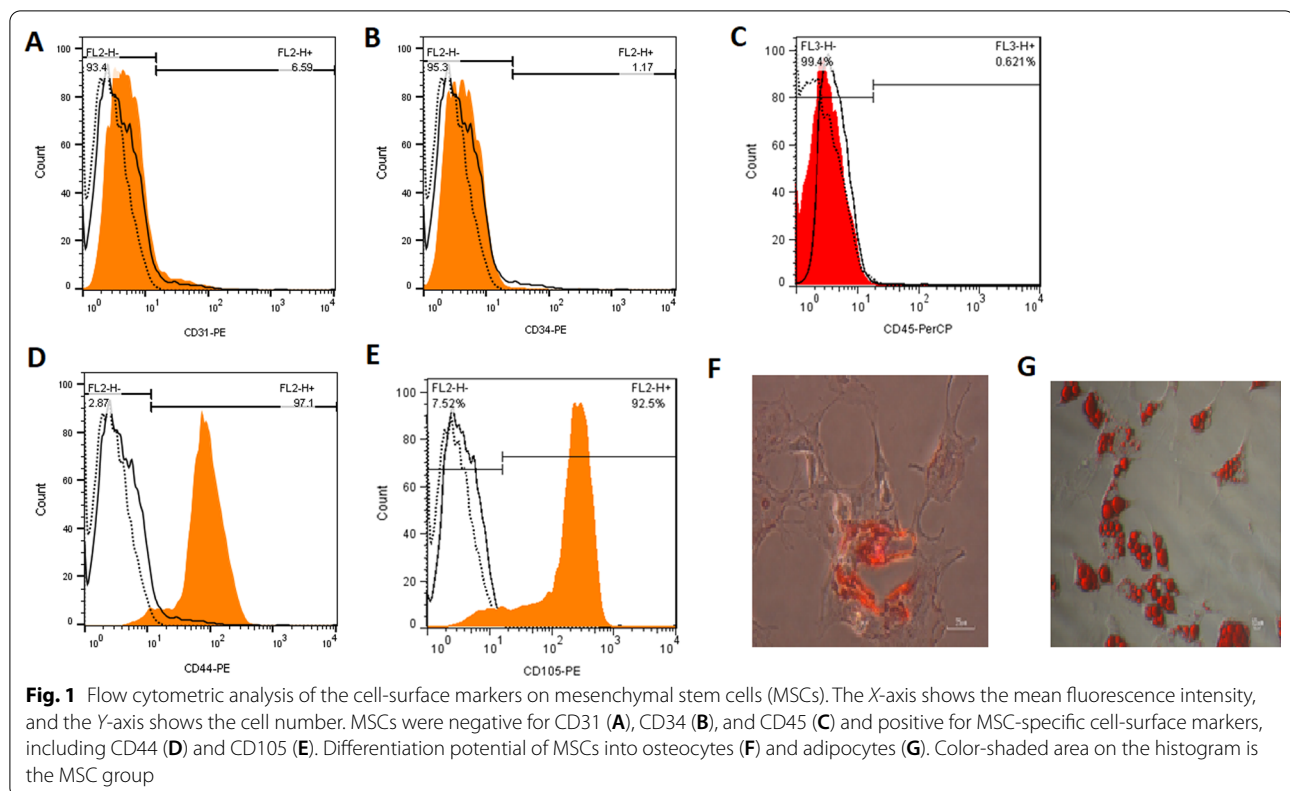 A
FL2-H-
93.4
FL2-H+
6.59
100
80
60
40
20
0
Count
10^0 10^1 10^2 10^3 10^4
CD31-PE
B
FL2-H-
95.3
FL2-H+
1.17
100
80
60
40
20
0
Count
10^0 10^1 10^2 10^3 10^4
CD34-PE
C
FL3-H-
99.4%
FL3-H+
0.621%
100
80
60
40
20
0
Count
10^0 10^1 10^2 10^3 10^4
CD45-PerCP
D
FL2-H-
2.87
FL2-H+
97.1
100
80
60
40
20
0
Count
10^0 10^1 10^2 10^3 10^4
CD44-PE
E
FL2-H-
7.52%
FL2-H+
92.5%
100
80
60
40
20
0
Count
10^0 10^1 10^2 10^3 10^4
CD105-PE
F
G
Fig. 1 Flow cytometric analysis of the cell-surface markers on mesenchymal stem cells (MSCs). The X-axis shows the mean fluorescence intensity,
and the Y-axis shows the cell number. MSCs were negative for CD31 (A), CD34 (B), and CD45 (C) and positive for MSC-specific cell-surface markers,
including CD44 (D) and CD105 (E). Differentiation potential of MSCs into osteocytes (F) and adipocytes (G). Color-shaded area on the histogram is
the MSC group